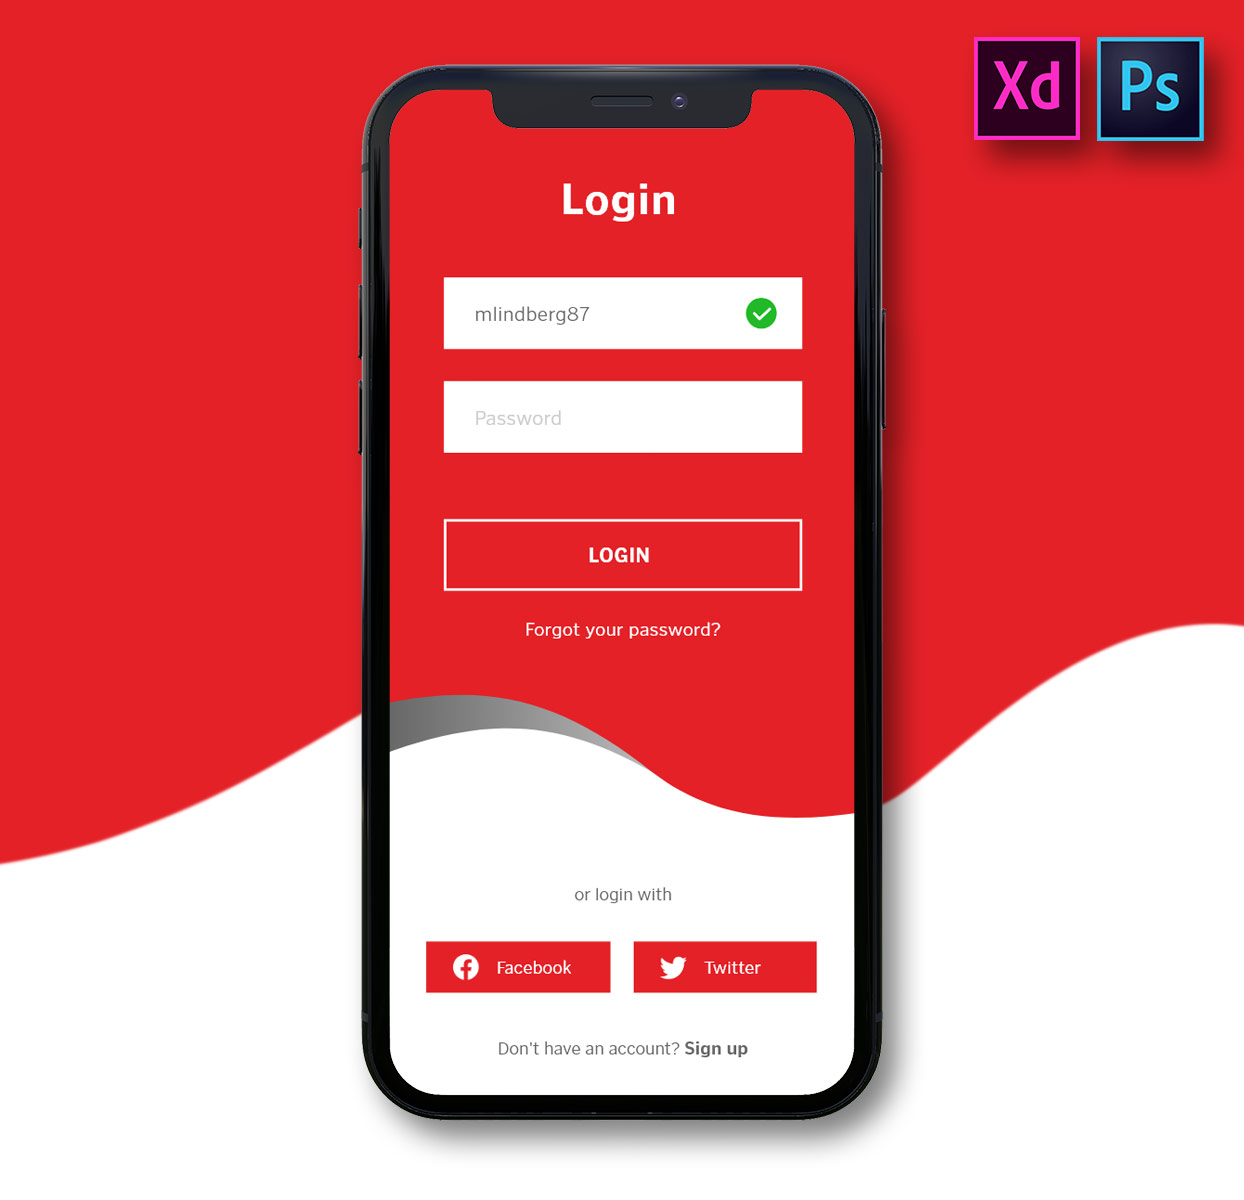 Xd Ps
Login
mlindberg87
Password
LOGIN
Forgot your password?
or login with
Facebook Twitter
Don't have an account? Sign up